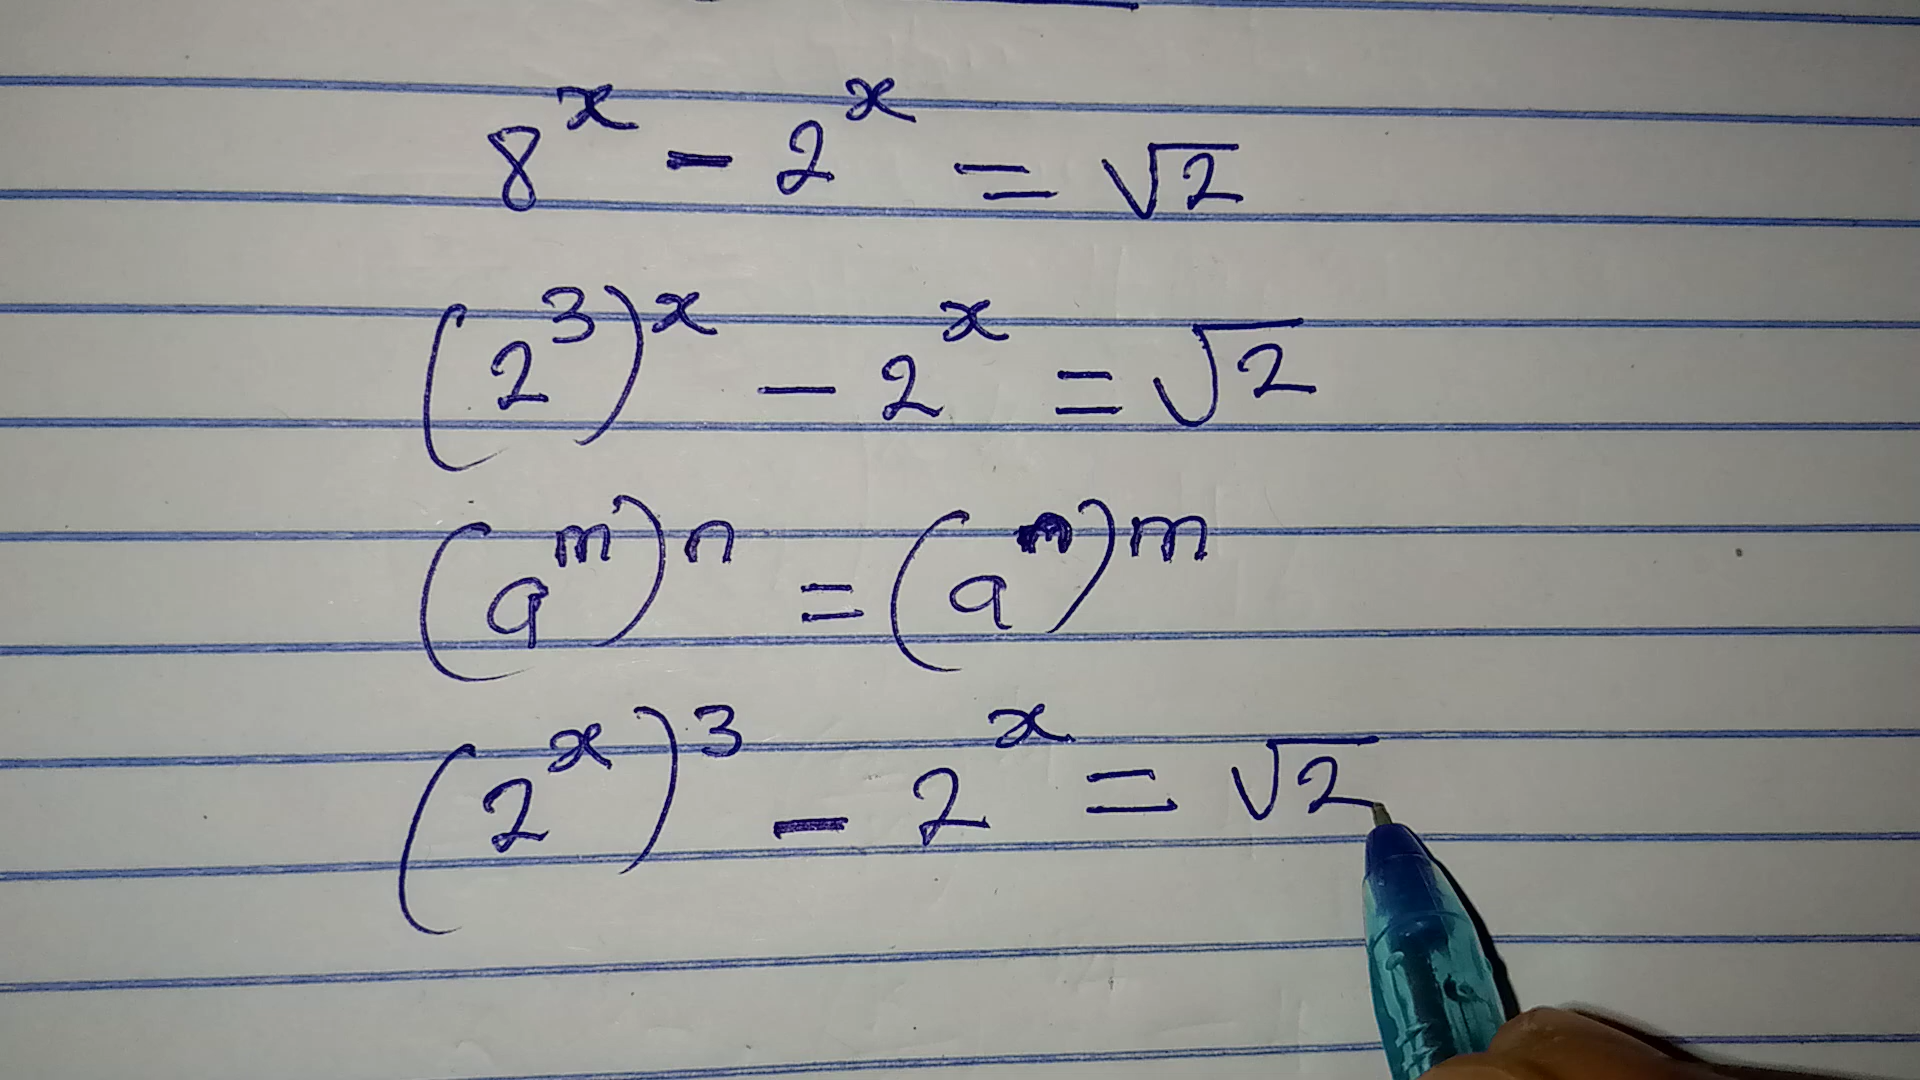 8^x - 2^x = √2
(2^3)^x - 2^x = √2
(a^m)^n = (a^n)^m
(2^x)^3 - 2^x = √2